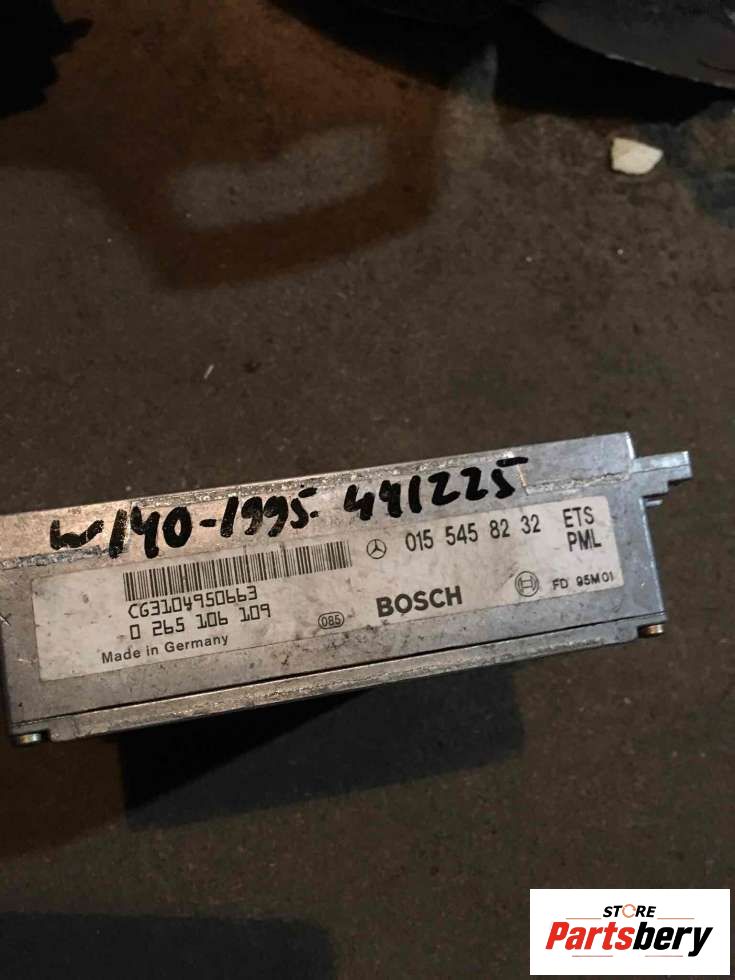 W140-1995- 441225
015 545 82 32 ETS
PML
CG3104950663
0 265 106 109
085 BOSCH FD 95M01
Made in Germany
STORE
Partsbery